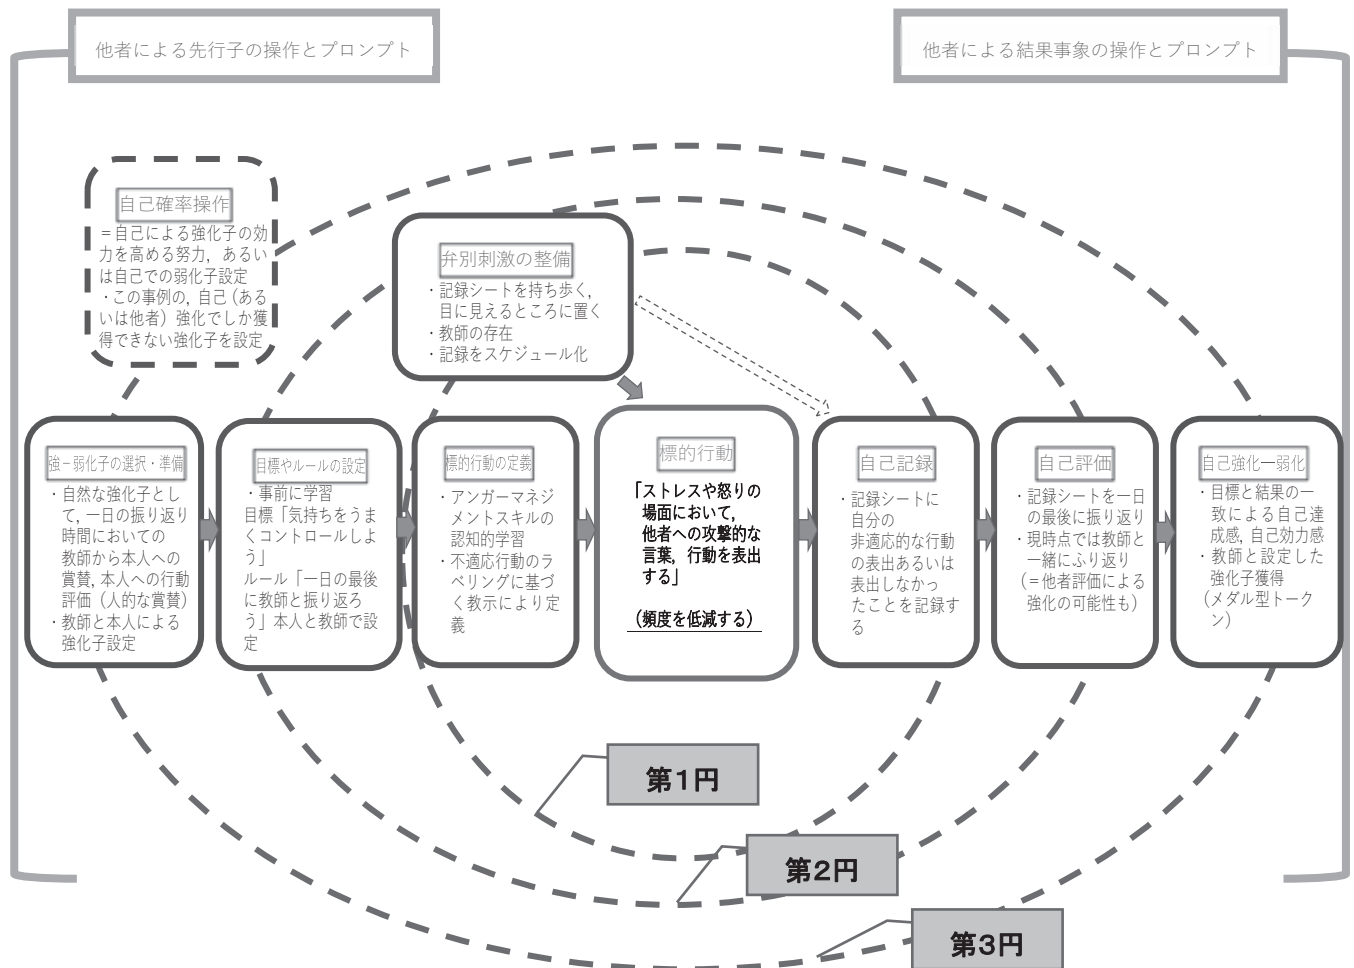 他者による先行子の操作とプロンプト
他者による結果事象の操作とプロンプト
自己確率操作
＝自己による強化子の効
力を高める努力，あるい
は自己での弱化子設定
・この事例の，自己（ある
いは他者）強化でしか獲
得できない強化子を設定
弁別刺激の整備
・記録シートを持ち歩く，
目に見えるところに置く
・教師の存在
・記録をスケジュール化
強－弱化子の選択・準備
・自然な強化子とし
て，一日の振り返り
時間においての
教師から本人への
賞賛，本人への行動
評価（人的な賞賛）
・教師と本人による
強化子設定
目標やルールの設定
・事前に学習
目標「気持ちをうま
くコントロールしよ
う」
ルール「一日の最後
に教師と振り返ろ
う」本人と教師で設
定
標的行動の定義
・アンガーマネジ
メントスキルの
認知的学習
・不適応行動のラ
ベリングに基づ
く教示により定
義
標的行動
「ストレスや怒りの
場面において，
他者への攻撃的な
言葉，行動を表出
する」
（頻度を低減する）
自己記録
・記録シートに
自分の
非適応的な行動
の表出あるいは
表出しなかっ
たことを記録す
る
自己評価
・記録シートを一日
の最後に振り返り
・現時点では教師と
一緒にふり返り
（＝他者評価による
強化の可能性も）
自己強化―弱化
・目標と結果の一
致による自己達
成感，自己効力感
・教師と設定した
強化子獲得
（メダル型トーク
ン）
第１円
第２円
第３円